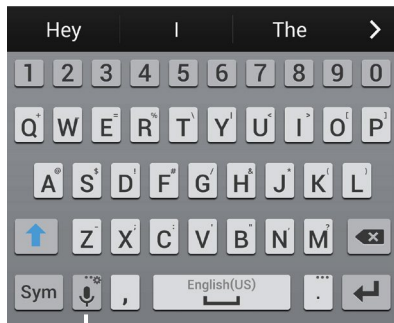 Hey I The
1 2 3 4 5 6 7 8 9 0
Q W E R T Y U I O P
A S D F G H J K L
Z X C V B N M
Sym , English(US) .